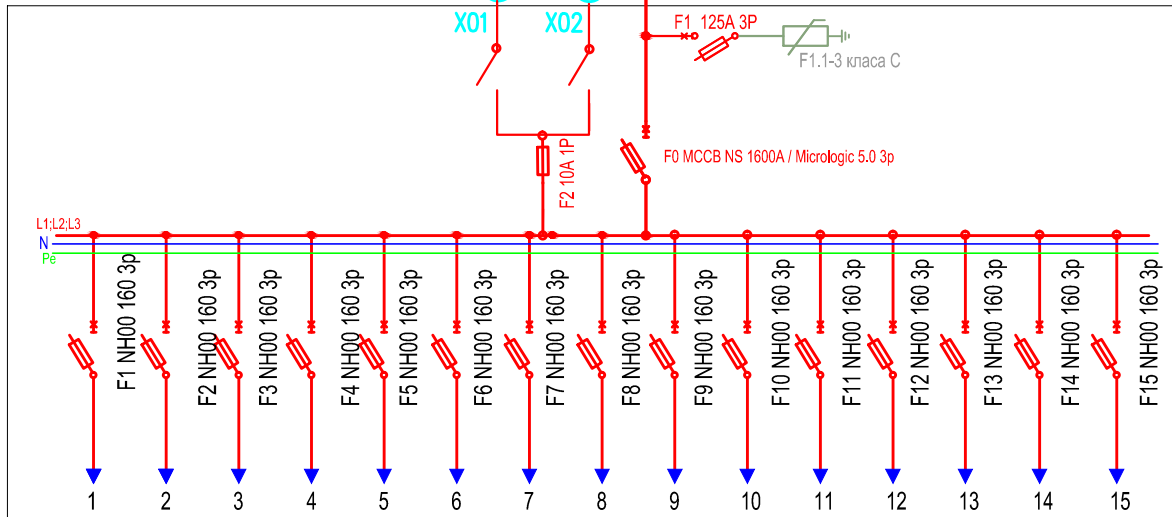 XO1
XO2
F1 125A 3P
F1.1-3 класа C
F2 10A 1P
F0 MCCB NS 1600A / Micrologic 5.0 3p
L1;L2;L3
N
Pe
F1 NH00 160 3p
F2 NH00 160 3p
F3 NH00 160 3p
F4 NH00 160 3p
F5 NH00 160 3p
F6 NH00 160 3p
F7 NH00 160 3p
F8 NH00 160 3p
F9 NH00 160 3p
F10 NH00 160 3p
F11 NH00 160 3p
F12 NH00 160 3p
F13 NH00 160 3p
F14 NH00 160 3p
F15 NH00 160 3p
1 2 3 4 5 6 7 8 9 10 11 12 13 14 15